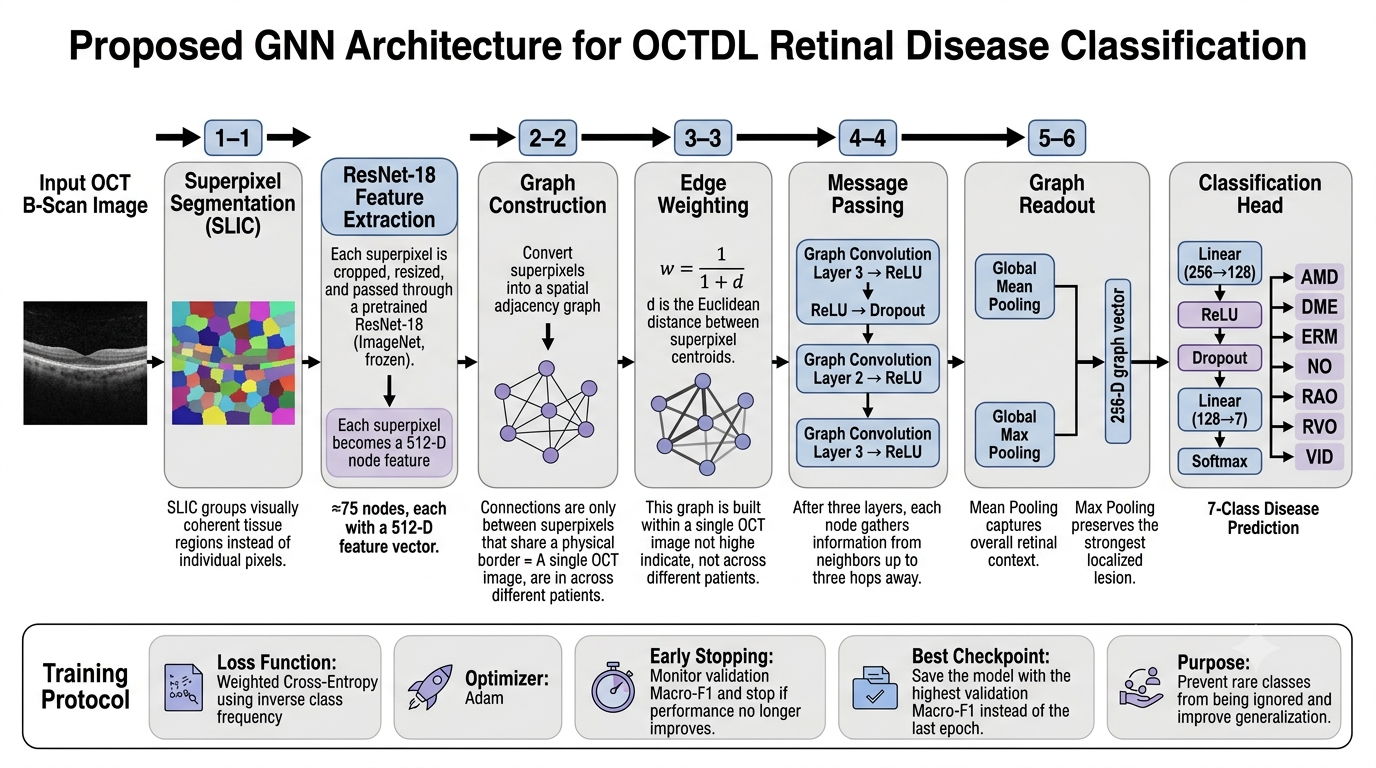 Proposed GNN Architecture for OCTDL Retinal Disease Classification
1–1
2–2
3–3
4–4
5–6
Input OCT
B-Scan Image
Superpixel
Segmentation
(SLIC)
SLIC groups visually
coherent tissue
regions instead of
individual pixels.
ResNet-18
Feature
Extraction
Each superpixel is
cropped, resized,
and passed through
a pretrained
ResNet-18
(ImageNet,
frozen).
Each superpixel
becomes a 512-D
node feature
≈75 nodes, each
with a 512-D
feature vector.
Graph
Construction
Convert
superpixels
into a spatial
adjacency graph
Connections are only
between superpixels
that share a physical
border = A single OCT
image, are in across
different patients.
Edge
Weighting
w = 1 / (1 + d)
d is the Euclidean
distance between
superpixel
centroids.
This graph is built
within a single OCT
image not highe
indicate, not across
different patients.
Message
Passing
Graph Convolution
Layer 3 → ReLU
ReLU → Dropout
Graph Convolution
Layer 2 → ReLU
Graph Convolution
Layer 3 → ReLU
After three layers, each
node gathers
information from
neighbors up to
three hops away.
Graph
Readout
Global
Mean
Pooling
Global
Max
Pooling
256-D graph vector
Mean Pooling
captures
overall retinal
context.
Max Pooling
preserves the
strongest
localized
lesion.
Classification
Head
Linear
(256→128)
ReLU
Dropout
Linear
(128→7)
Softmax
AMD
DME
ERM
NO
RAO
RVO
VID
7-Class Disease
Prediction
Training
Protocol
Loss Function:
Weighted Cross-Entropy
using inverse class
frequency
Optimizer:
Adam
Early Stopping:
Monitor validation
Macro-F1 and stop if
performance no longer
improves.
Best Checkpoint:
Save the model with the
highest validation
Macro-F1 instead of the
last epoch.
Purpose:
Prevent rare classes
from being ignored and
improve generalization.